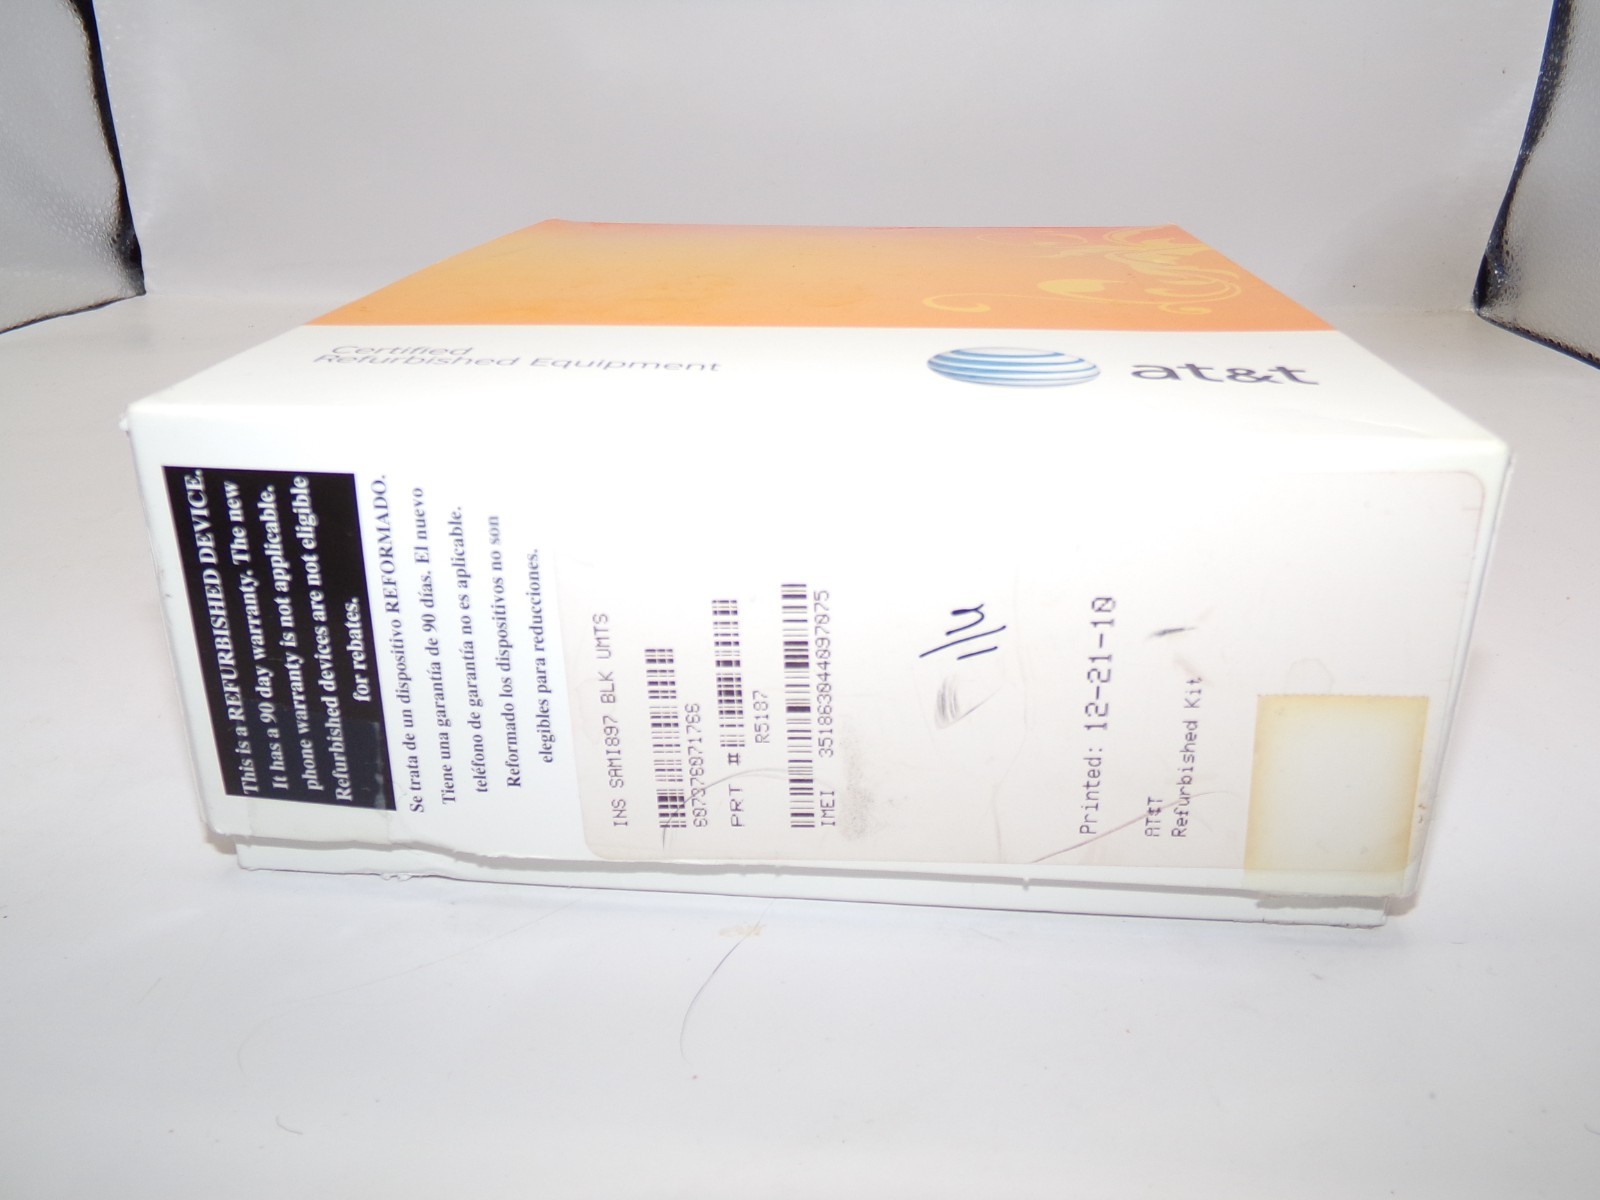 Certified
Refurbished Equipment
at&t
This is a REFURBISHED DEVICE.
It has a 90 day warranty. The new
phone warranty is not applicable.
Refurbished devices are not eligible
for rebates.
Se trata de un dispositivo REFORMADO.
Tiene una garantía de 90 días. El nuevo
teléfono de garantía no es aplicable.
Reformado los dispositivos no son
elegibles para reducciones.
INS SAMI897 BLK UMTS
607376071766
PRT #
R5187
IMEI 351863044097075
Printed: 12-21-10
AT&T
Refurbished Kit